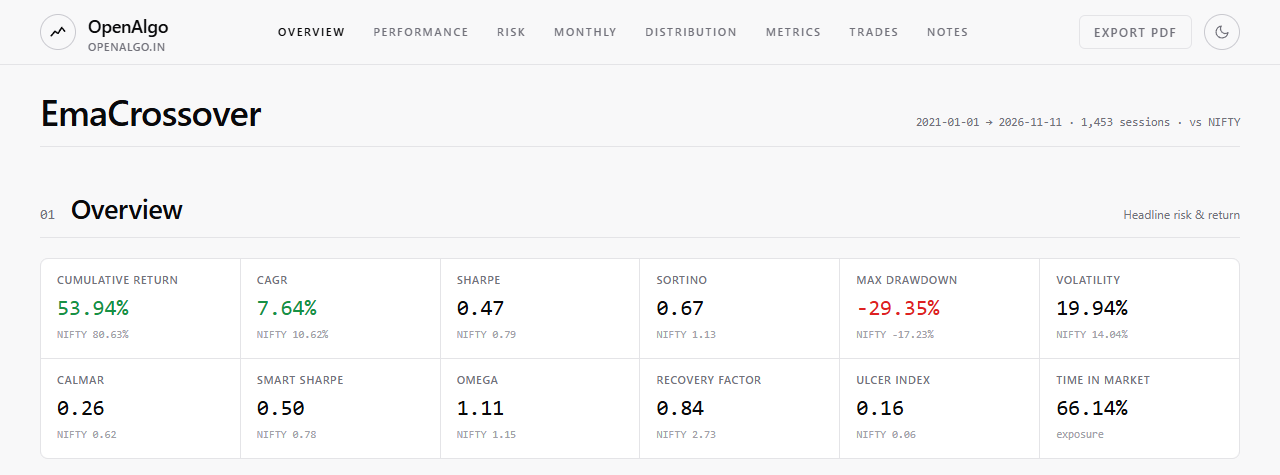 OpenAlgo
OPENALGO.IN
OVERVIEW PERFORMANCE RISK MONTHLY DISTRIBUTION METRICS TRADES NOTES
EXPORT PDF
EmaCrossover
2021-01-01 → 2026-11-11 · 1,453 sessions · vs NIFTY
01 Overview
Headline risk & return
CUMULATIVE RETURN
53.94%
NIFTY 80.63%
CAGR
7.64%
NIFTY 10.62%
SHARPE
0.47
NIFTY 0.79
SORTINO
0.67
NIFTY 1.13
MAX DRAWDOWN
-29.35%
NIFTY -17.23%
VOLATILITY
19.94%
NIFTY 14.04%
CALMAR
0.26
NIFTY 0.62
SMART SHARPE
0.50
NIFTY 0.78
OMEGA
1.11
NIFTY 1.15
RECOVERY FACTOR
0.84
NIFTY 2.73
ULCER INDEX
0.16
NIFTY 0.06
TIME IN MARKET
66.14%
exposure